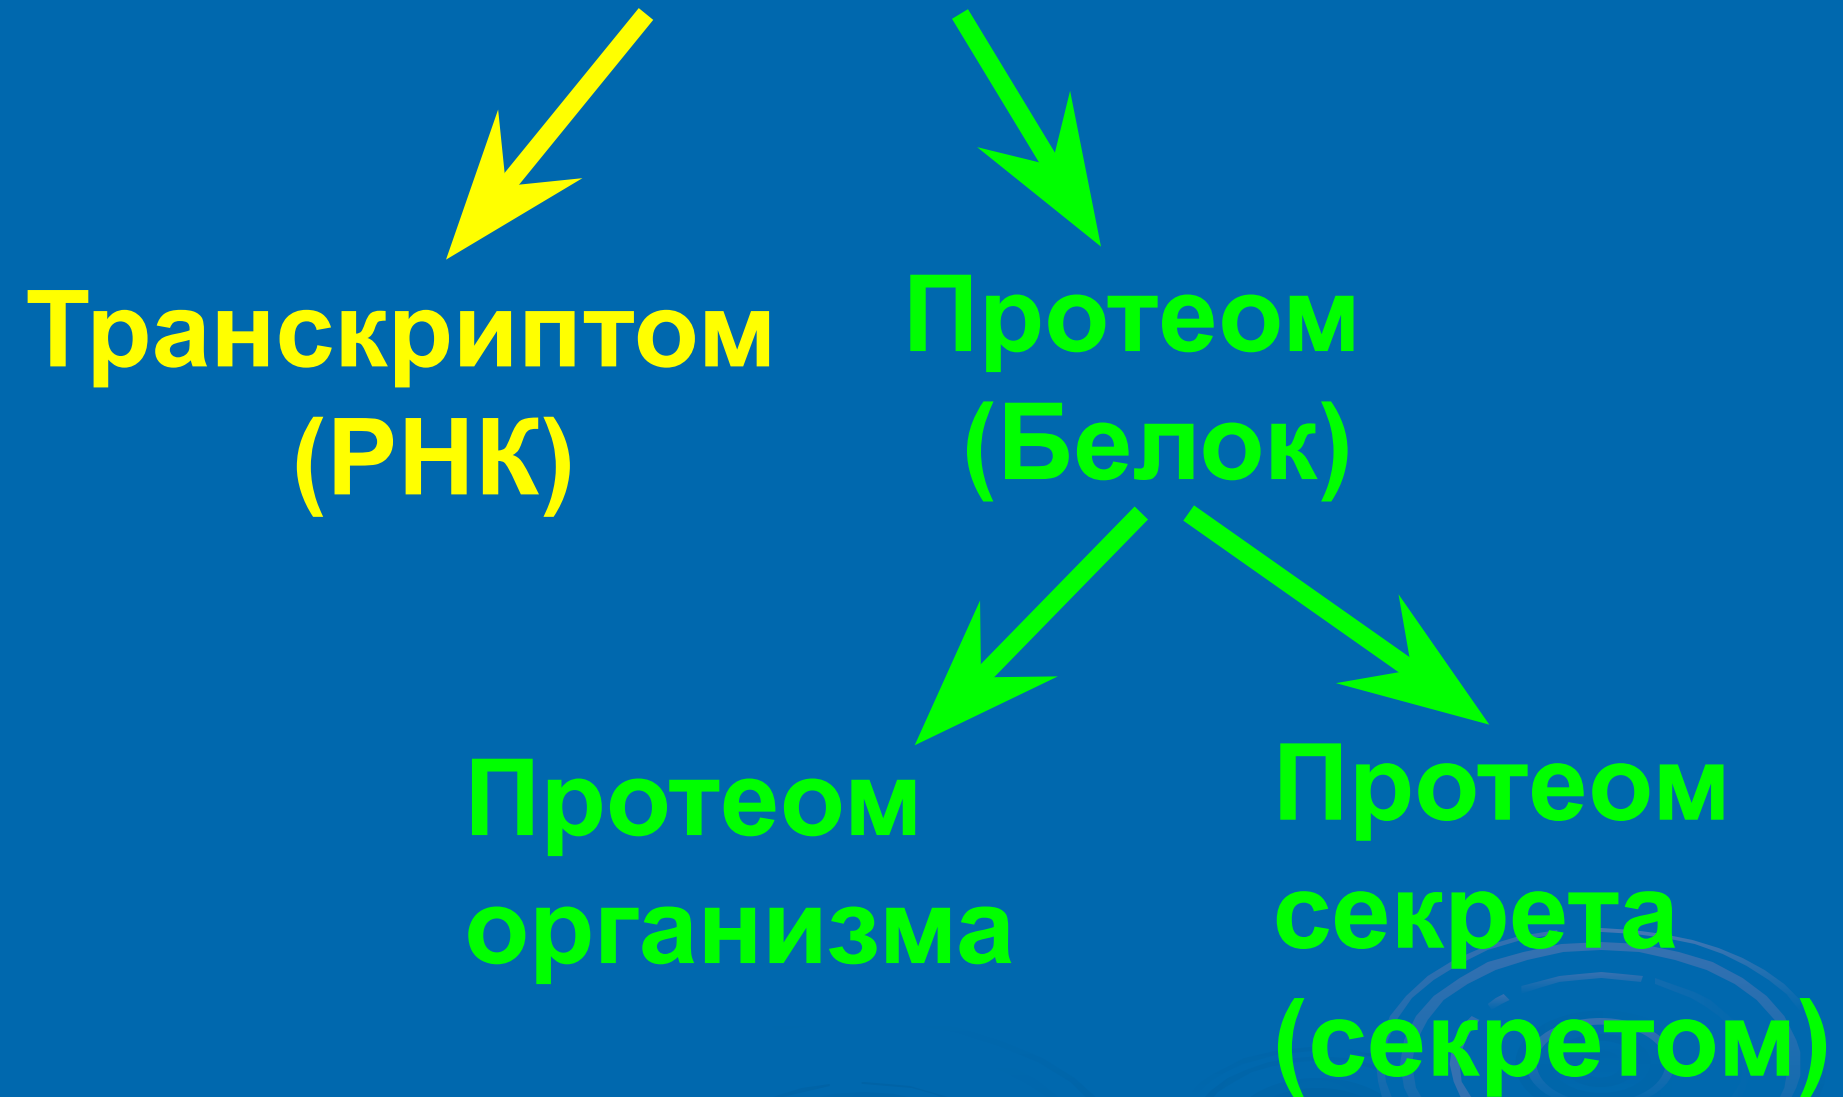 Транскриптом
(РНК)
Протеом
(Белок)
Протеом
организма
Протеом
секрета
(секретом)